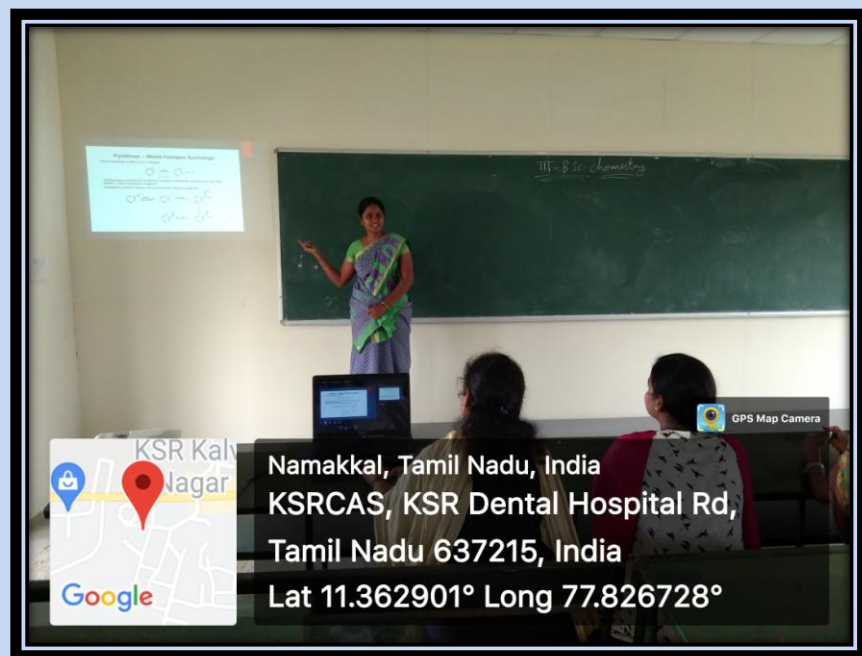 Pyridines – Metal-Halogen Exchange
III - B.Sc. chemistry
GPS Map Camera
KSR Kalv
Nagar
Google
Namakkal, Tamil Nadu, India
KSRCAS, KSR Dental Hospital Rd,
Tamil Nadu 637215, India
Lat 11.362901° Long 77.826728°